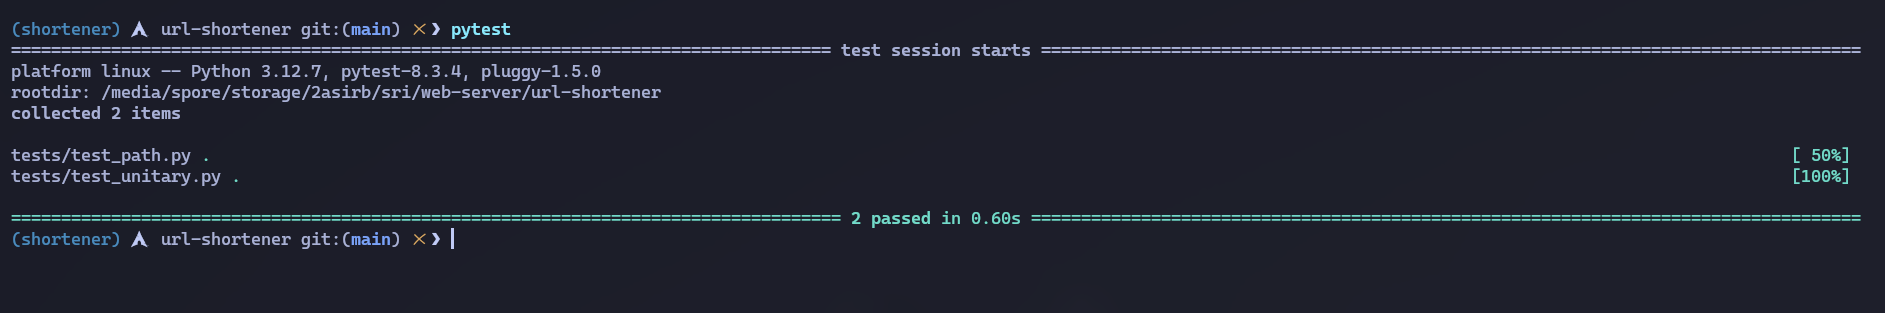 (shortener) url-shortener git:(main) ✕ ❯ pytest
================================================================================== test session starts ==================================================================================
platform linux -- Python 3.12.7, pytest-8.3.4, pluggy-1.5.0
rootdir: /media/spore/storage/2asirb/sri/web-server/url-shortener
collected 2 items
tests/test_path.py . [ 50%]
tests/test_unitary.py . [100%]
=================================================================================== 2 passed in 0.60s ===================================================================================
(shortener) url-shortener git:(main) ✕ ❯